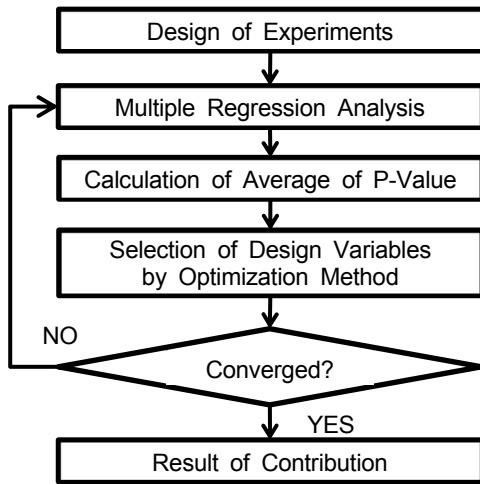 Design of Experiments
Multiple Regression Analysis
Calculation of Average of P-Value
Selection of Design Variables
by Optimization Method
NO
Converged?
YES
Result of Contribution